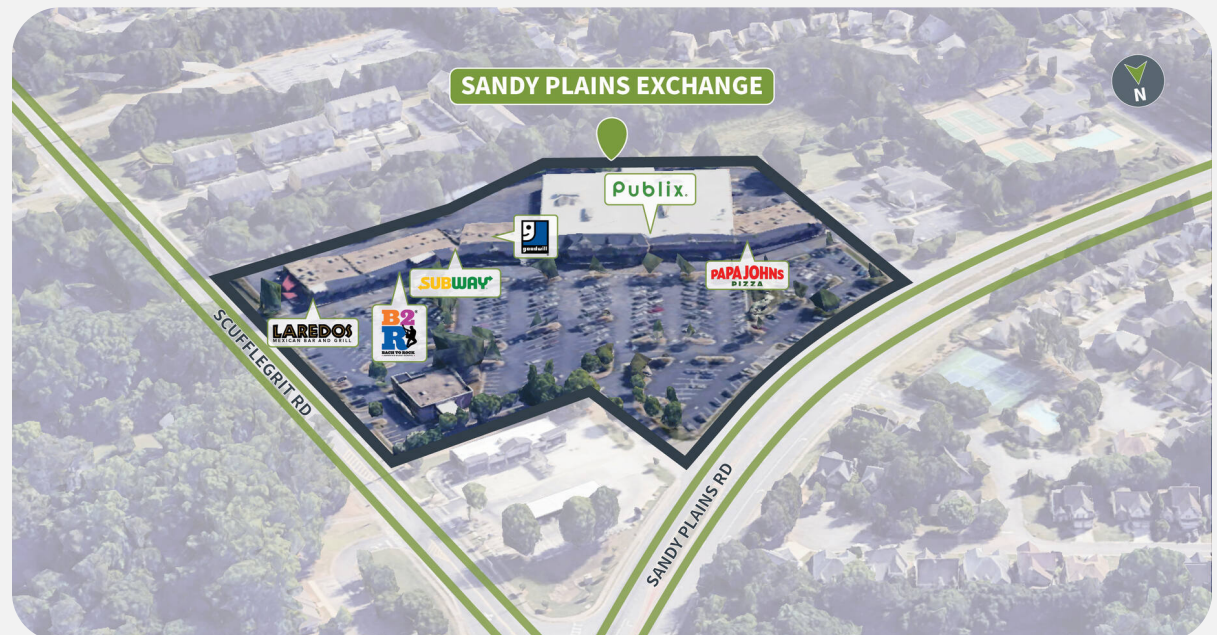 SANDY PLAINS EXCHANGE
N
Publix.
goodwill
SUBWAY
PAPA JOHNS
PIZZA
LAREDOS
MEXICAN BAR AND GRILL
B2R
BACK TO ROCK
SCUFFLEGRIT RD
SANDY PLAINS RD